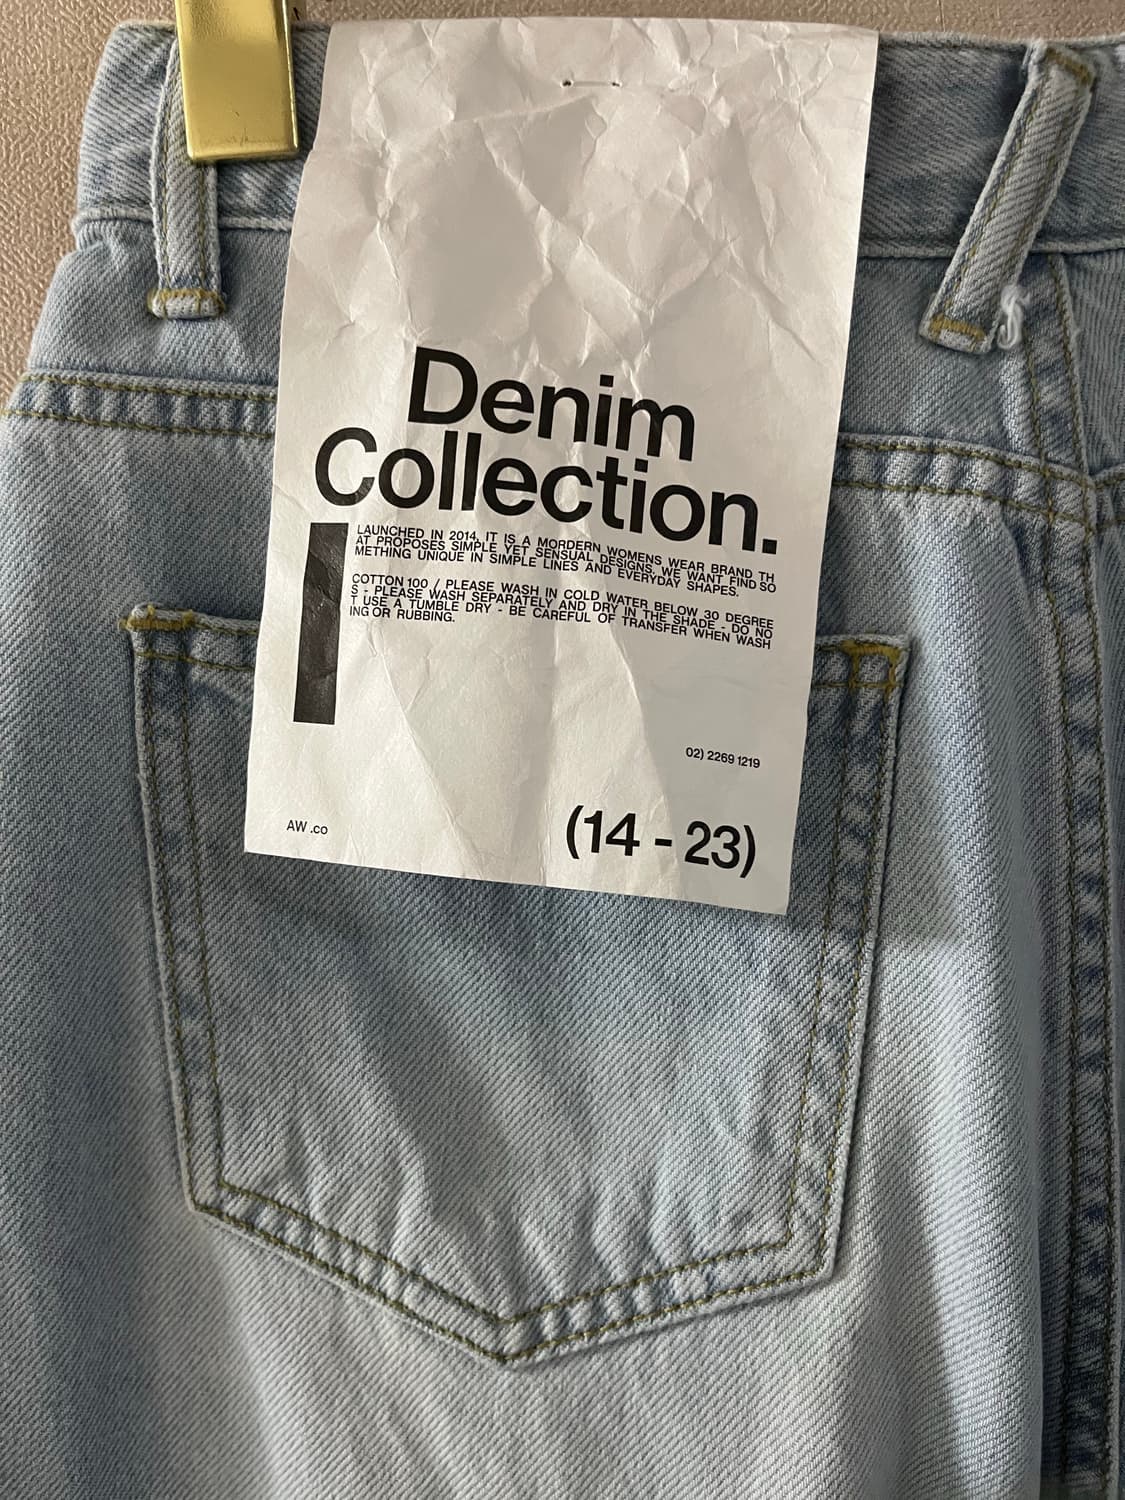 Denim
Collection.
LAUNCHED IN 2014, IT IS A MORDERN WOMENS WEAR BRAND TH
AT PROPOSES SIMPLE YET SENSUAL DESIGNS. WE WANT FIND SO
METHING UNIQUE IN SIMPLE LINES AND EVERYDAY SHAPES.
COTTON 100 / PLEASE WASH IN COLD WATER BELOW 30 DEGREE
S - PLEASE WASH SEPARATELY AND DRY IN THE SHADE - DO NO
T USE A TUMBLE DRY - BE CAREFUL OF TRANSFER WHEN WASH
ING OR RUBBING.
02) 2269 1219
AW .co
(14 - 23)